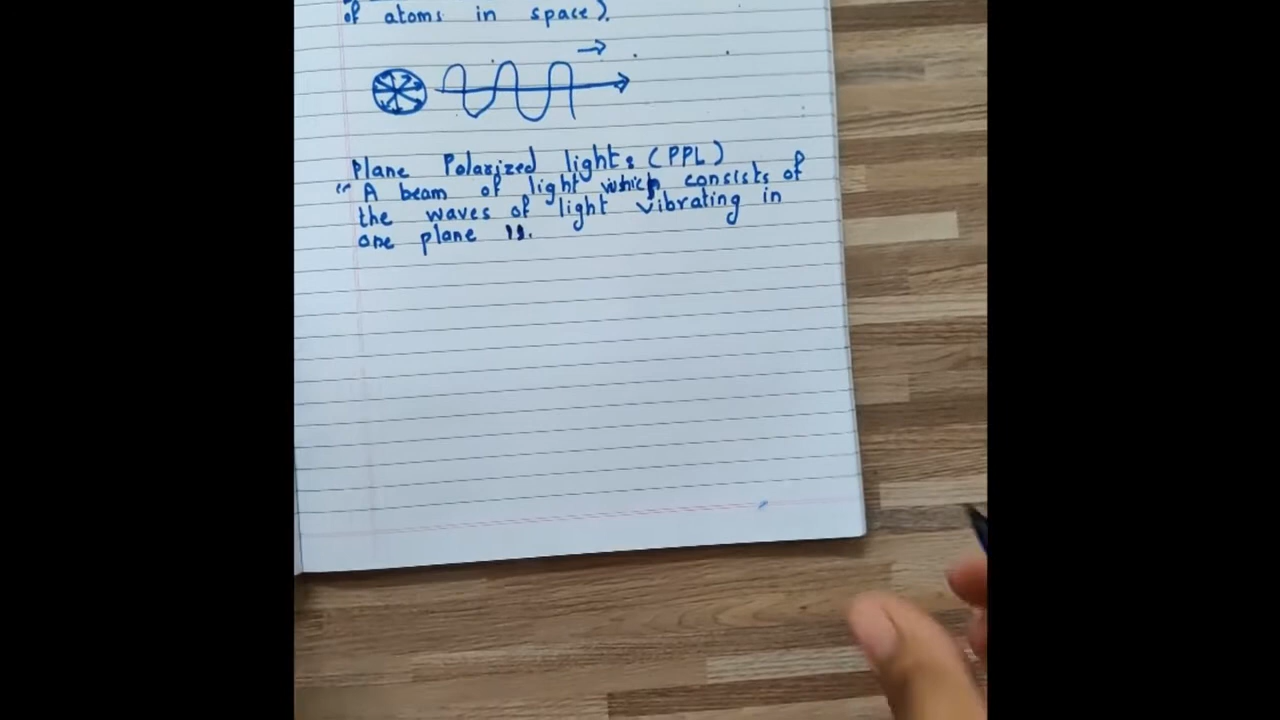 of atoms in space).
Plane Polarized light: (PPL)
" A beam of light which consists of
the waves of light vibrating in
one plane ".